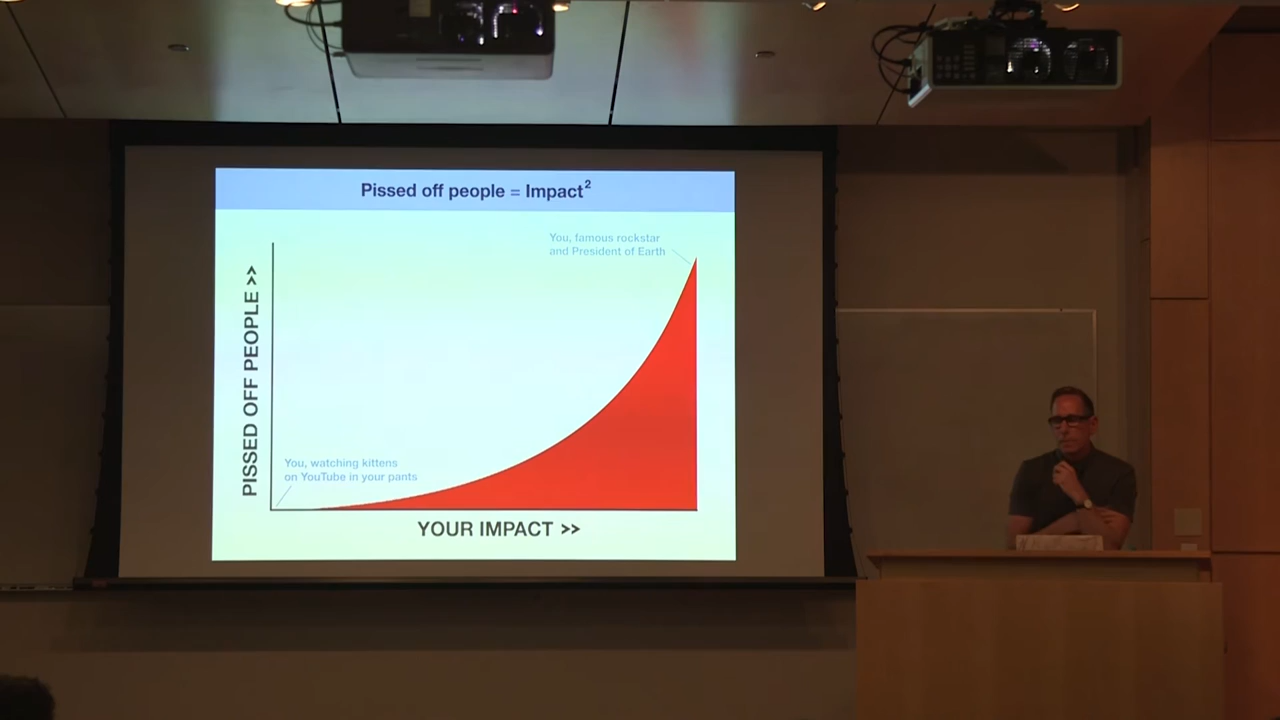 Pissed off people = Impact²
You, famous rockstar
and President of Earth
PISSED OFF PEOPLE >>
You, watching kittens
on YouTube in your pants
YOUR IMPACT >>